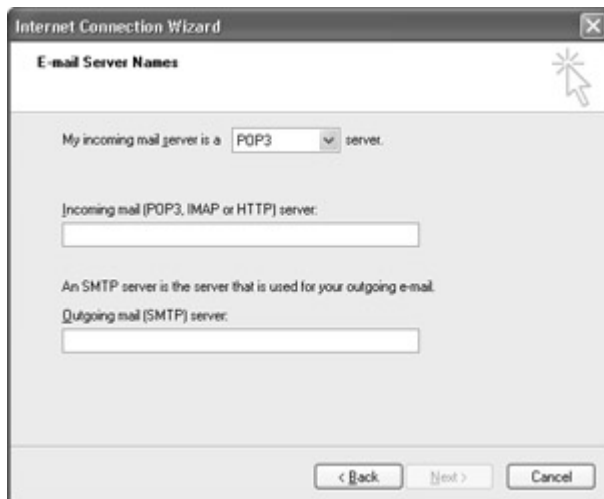 Internet Connection Wizard
E-mail Server Names
My incoming mail server is a POP3 server.
Incoming mail (POP3, IMAP or HTTP) server:
An SMTP server is the server that is used for your outgoing e-mail.
Outgoing mail (SMTP) server:
< Back Next > Cancel